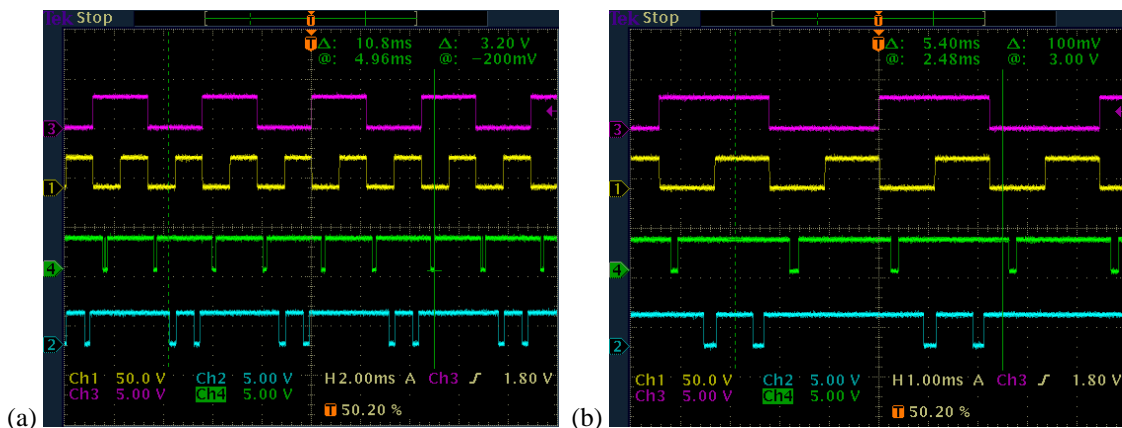 Tek Stop
T
T
Δ: 10.8ms Δ: 3.20 V
@: 4.96ms @: −200mV
3
1
4
2
Ch1 50.0 V Ch2 5.00 V H 2.00ms A Ch3 ƒ 1.80 V
Ch3 5.00 V Ch4 5.00 V
T 50.20 %
(a)
Tek Stop
T
T
Δ: 5.40ms Δ: 100mV
@: 2.48ms @: 3.00 V
3
1
4
2
Ch1 50.0 V Ch2 5.00 V H 1.00ms A Ch3 ƒ 1.80 V
Ch3 5.00 V Ch4 5.00 V
T 50.20 %
(b)